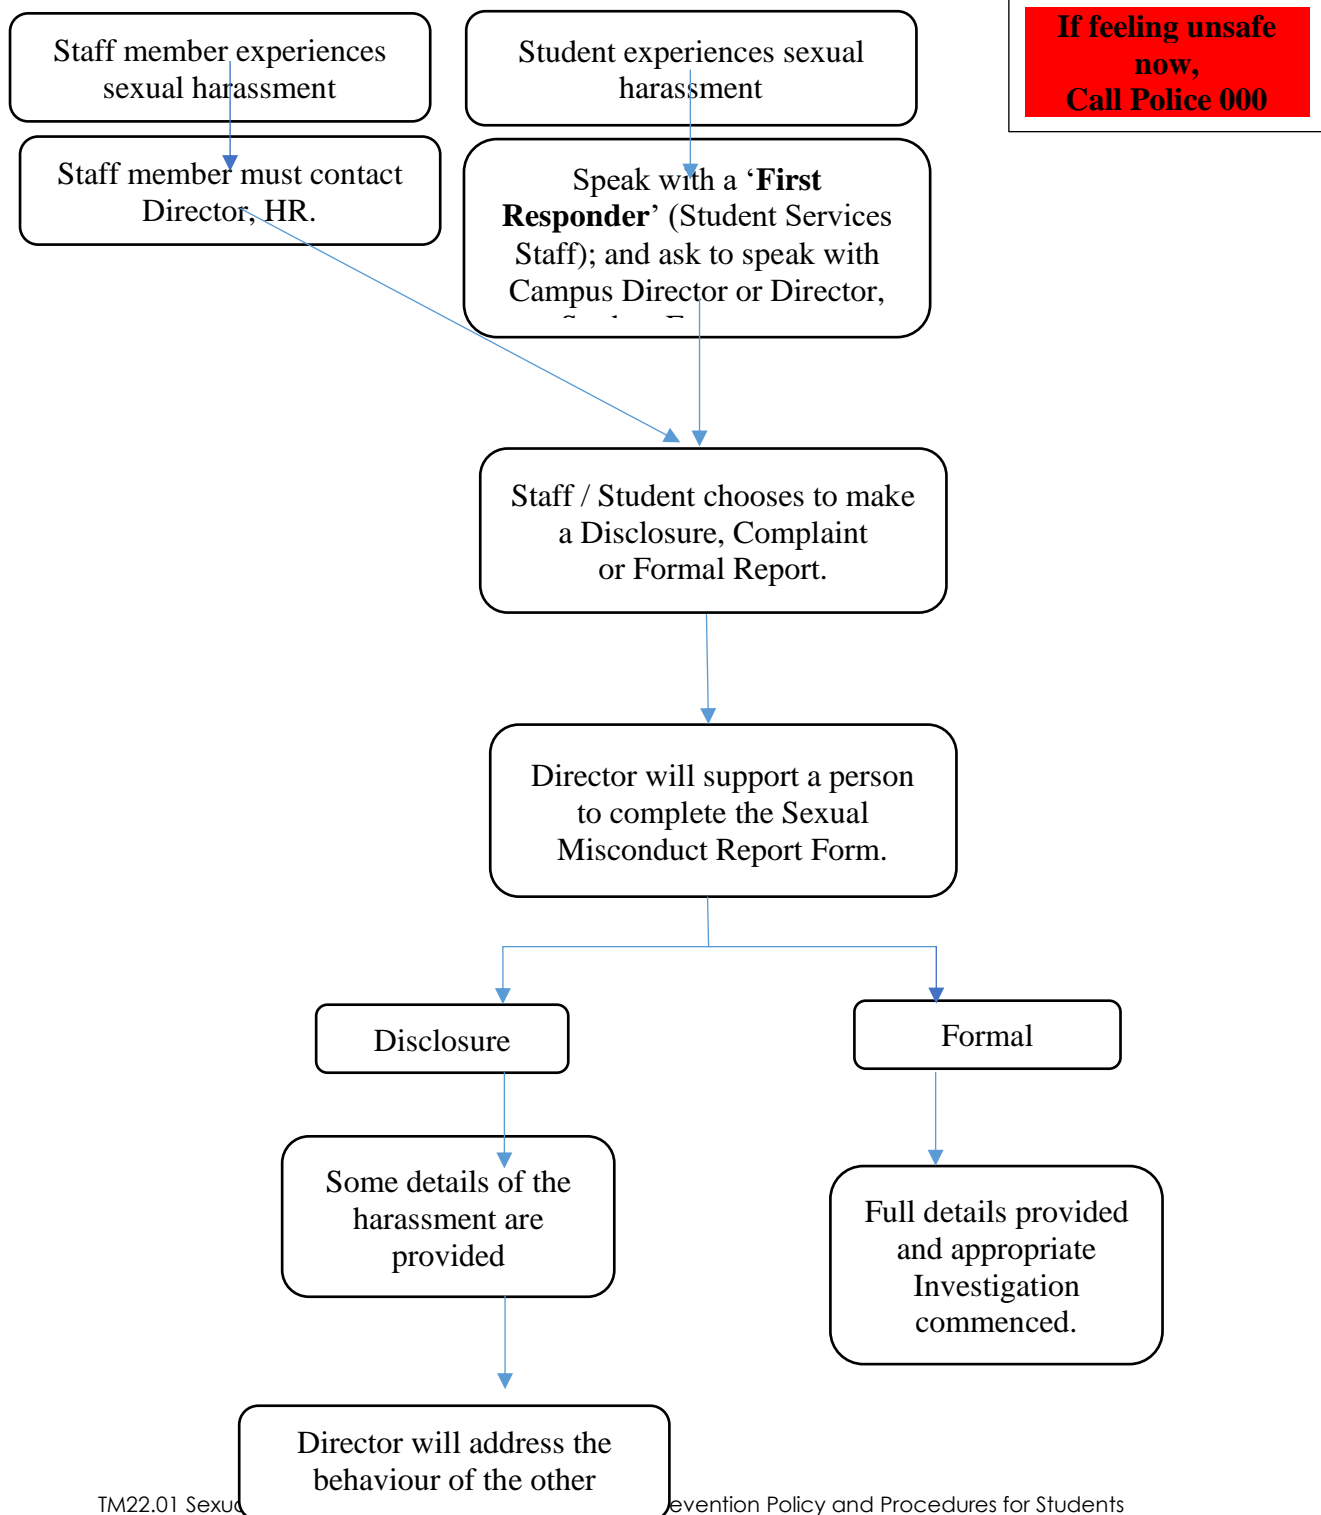 Staff member experiences
sexual harassment
Student experiences sexual
harassment
If feeling unsafe
now,
Call Police 000
Staff member must contact
Director, HR.
Speak with a ‘First
Responder’ (Student Services
Staff); and ask to speak with
Campus Director or Director,
Staff / Student chooses to make
a Disclosure, Complaint
or Formal Report.
Director will support a person
to complete the Sexual
Misconduct Report Form.
Disclosure
Formal
Some details of the
harassment are
provided
Full details provided
and appropriate
Investigation
commenced.
Director will address the
behaviour of the other
TM22.01 Policy and Procedures for Students